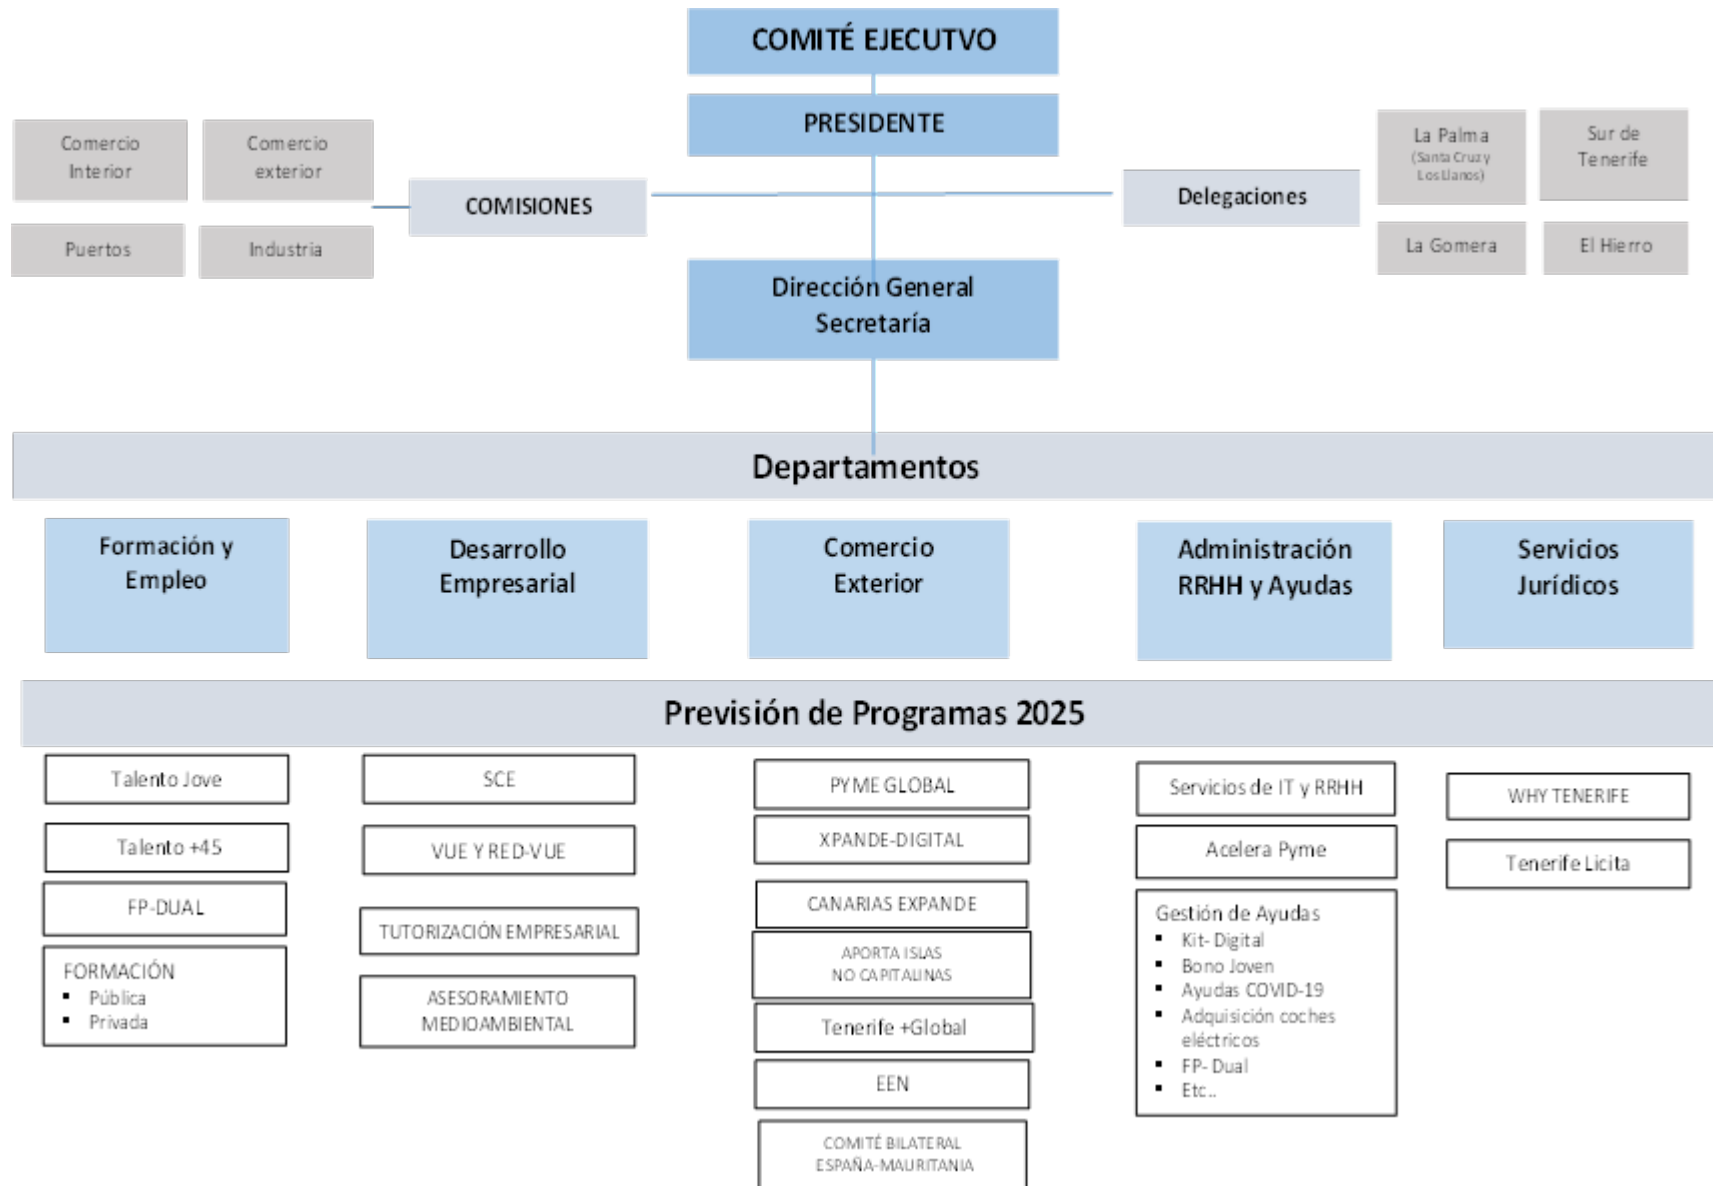 COMITÉ EJECUTVO
PRESIDENTE
Comercio
Interior
Comercio
exterior
Puertos
Industria
COMISIONES
Delegaciones
La Palma
(Santa Cruz y
Los Llanos)
Sur de
Tenerife
La Gomera
El Hierro
Dirección General
Secretaría
Departamentos
Formación y
Empleo
Desarrollo
Empresarial
Comercio
Exterior
Administración
RRHH y Ayudas
Servicios
Jurídicos
Previsión de Programas 2025
Talento Jove
Talento +45
FP-DUAL
FORMACIÓN
▪ Pública
▪ Privada
SCE
VUE Y RED-VUE
TUTORIZACIÓN EMPRESARIAL
ASESORAMIENTO
MEDIOAMBIENTAL
PYME GLOBAL
XPANDE-DIGITAL
CANARIAS EXPANDE
APORTA ISLAS
NO CAPITALINAS
Tenerife +Global
EEN
COMITÉ BILATERAL
ESPAÑA-MAURITANIA
Servicios de IT y RRHH
Acelera Pyme
Gestión de Ayudas
▪ Kit- Digital
▪ Bono Joven
▪ Ayudas COVID-19
▪ Adquisición coches
eléctricos
▪ FP- Dual
▪ Etc..
WHY TENERIFE
Tenerife Licita